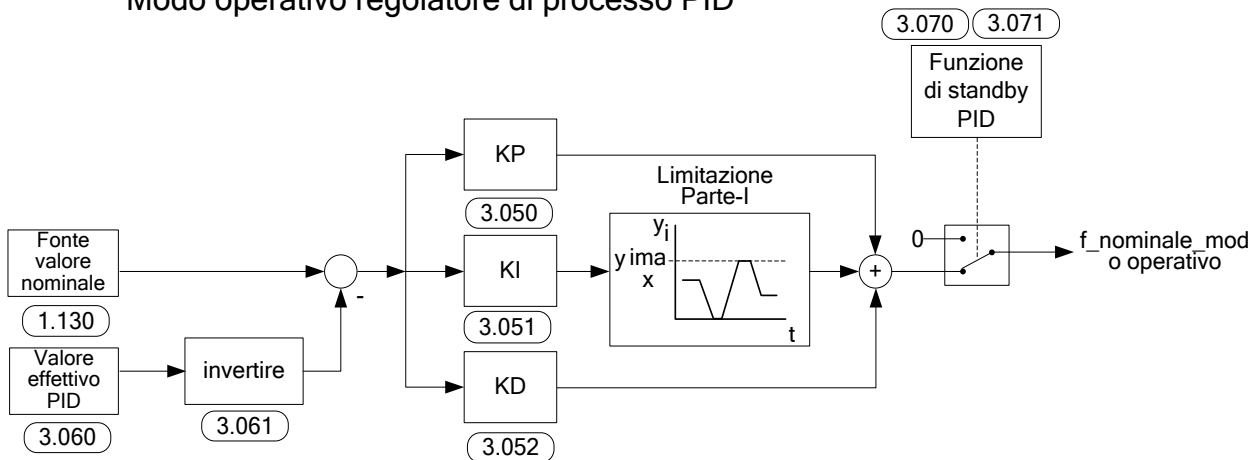 Modo operativo regolatore di processo PID
3.070
3.071
Funzione
di standby
PID
KP
3.050
Limitazione
Parte-I
yi
y ima
x
t
Fonte
valore
nominale
1.130
-
KI
3.051
+
0
f_nominale_mod
o operativo
Valore
effettivo
PID
3.060
invertire
3.061
KD
3.052